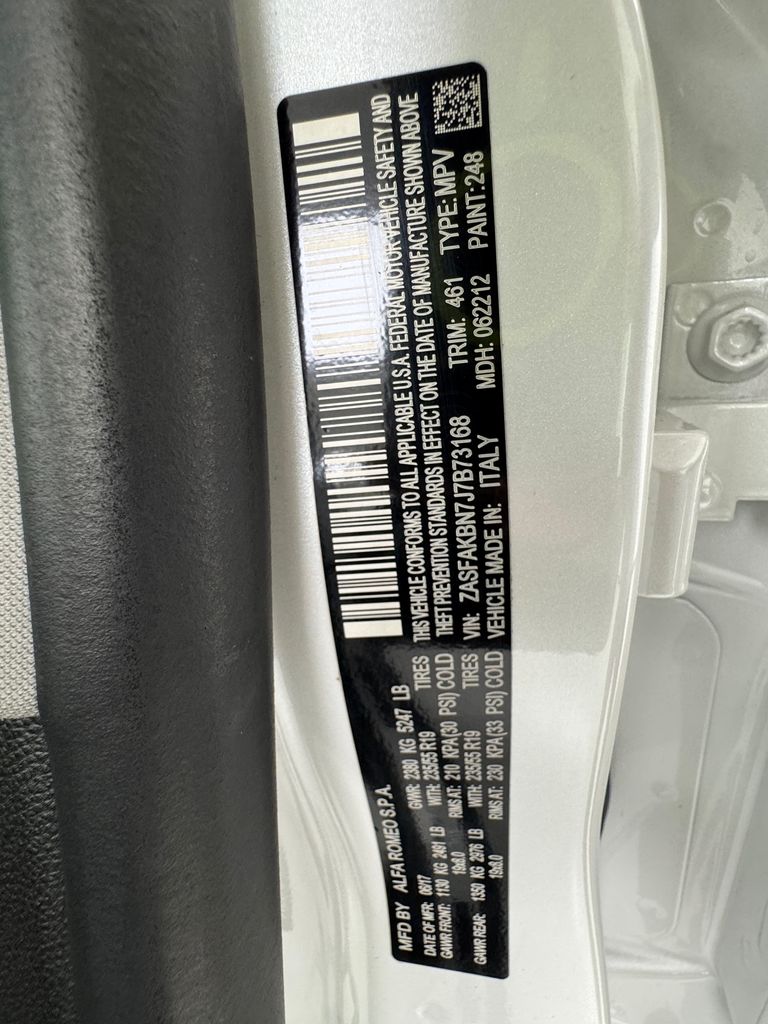 MFD BY ALFA ROMEO S.P.A.
DATE OF MFR: 06/17 GWR: 2380 KG 5247 LB
GAWR FRONT: 1130 KG 2491 LB WITH: 235/55 R19 TIRES
19x8.0 RIMS AT: 210 KPA(30 PSI) COLD
GAWR REAR: 1350 KG 2976 LB WITH: 235/55 R19 TIRES
19x8.0 RIMS AT: 230 KPA(33 PSI) COLD
THIS VEHICLE CONFORMS TO ALL APPLICABLE U.S.A. FEDERAL MOTOR VEHICLE SAFETY AND
THEFT PREVENTION STANDARDS IN EFFECT ON THE DATE OF MANUFACTURE SHOWN ABOVE
VIN: ZASFAKBN7J7B73168 TRIM: 461 TYPE: MPV
VEHICLE MADE IN: ITALY MDH: 062212 PAINT:248